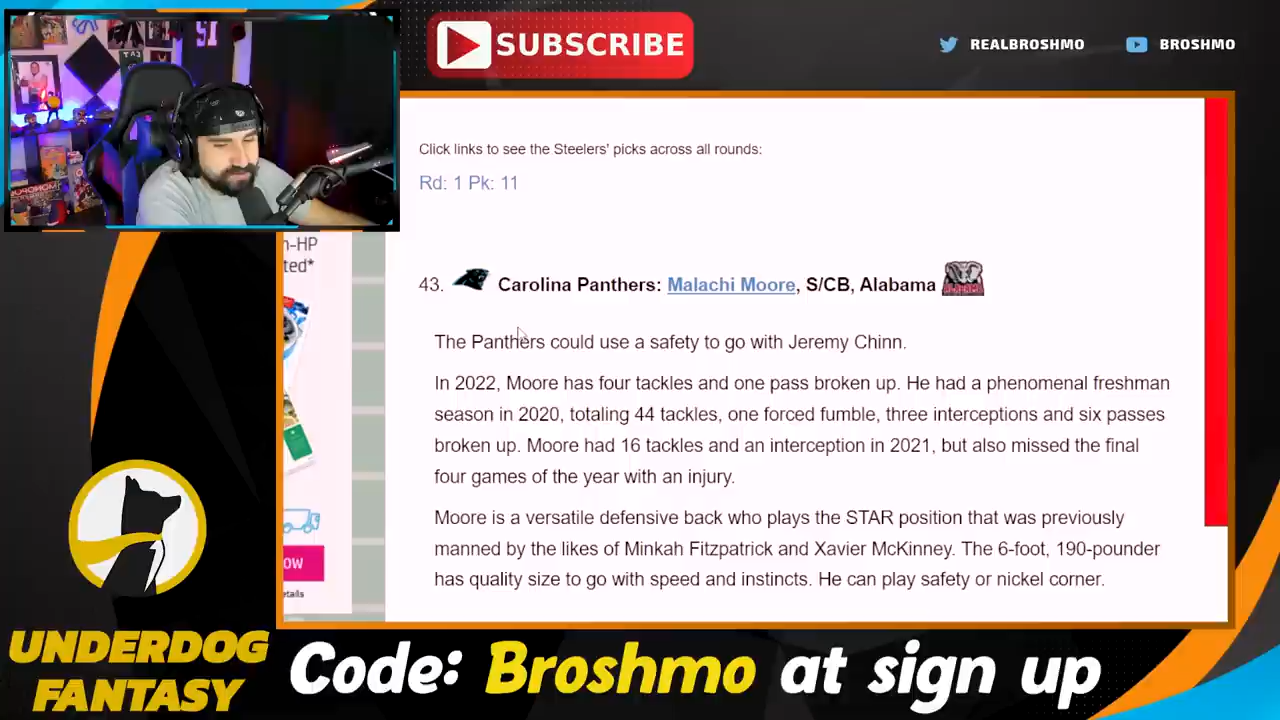 SUBSCRIBE
REALBROSHMO
BROSHMO
Click links to see the Steelers' picks across all rounds:
Rd: 1 Pk: 11
43. Carolina Panthers: Malachi Moore, S/CB, Alabama
ALABAMA
The Panthers could use a safety to go with Jeremy Chinn.
In 2022, Moore has four tackles and one pass broken up. He had a phenomenal freshman
season in 2020, totaling 44 tackles, one forced fumble, three interceptions and six passes
broken up. Moore had 16 tackles and an interception in 2021, but also missed the final
four games of the year with an injury.
Moore is a versatile defensive back who plays the STAR position that was previously
manned by the likes of Minkah Fitzpatrick and Xavier McKinney. The 6-foot, 190-pounder
has quality size to go with speed and instincts. He can play safety or nickel corner.
n-HP
ted*
OW
etails
UNDERDOG
FANTASY
Code: Broshmo at sign up